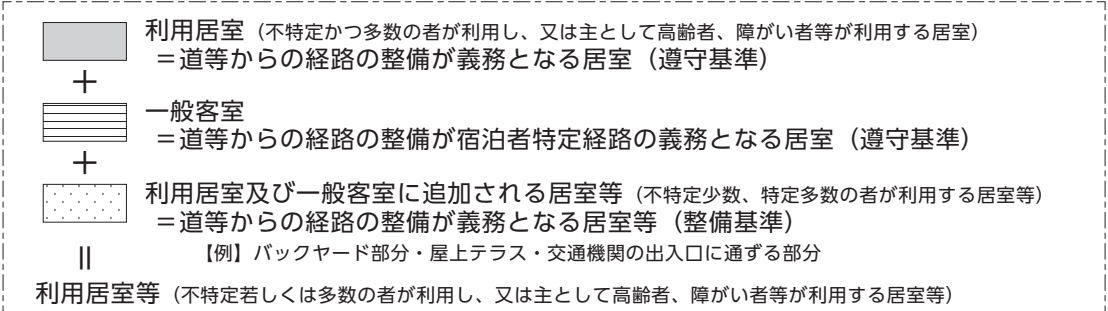 利用居室(不特定かつ多数の者が利用し、又は主として高齢者、障がい者等が利用する居室)
＝道等からの経路の整備が義務となる居室（遵守基準）
＋
一般客室
＝道等からの経路の整備が宿泊者特定経路の義務となる居室（遵守基準）
＋
利用居室及び一般客室に追加される居室等(不特定少数、特定多数の者が利用する居室等)
＝道等からの経路の整備が義務となる居室等（整備基準）
【例】バックヤード部分・屋上テラス・交通機関の出入口に通ずる部分
＝
利用居室等(不特定若しくは多数の者が利用し、又は主として高齢者、障がい者等が利用する居室等)